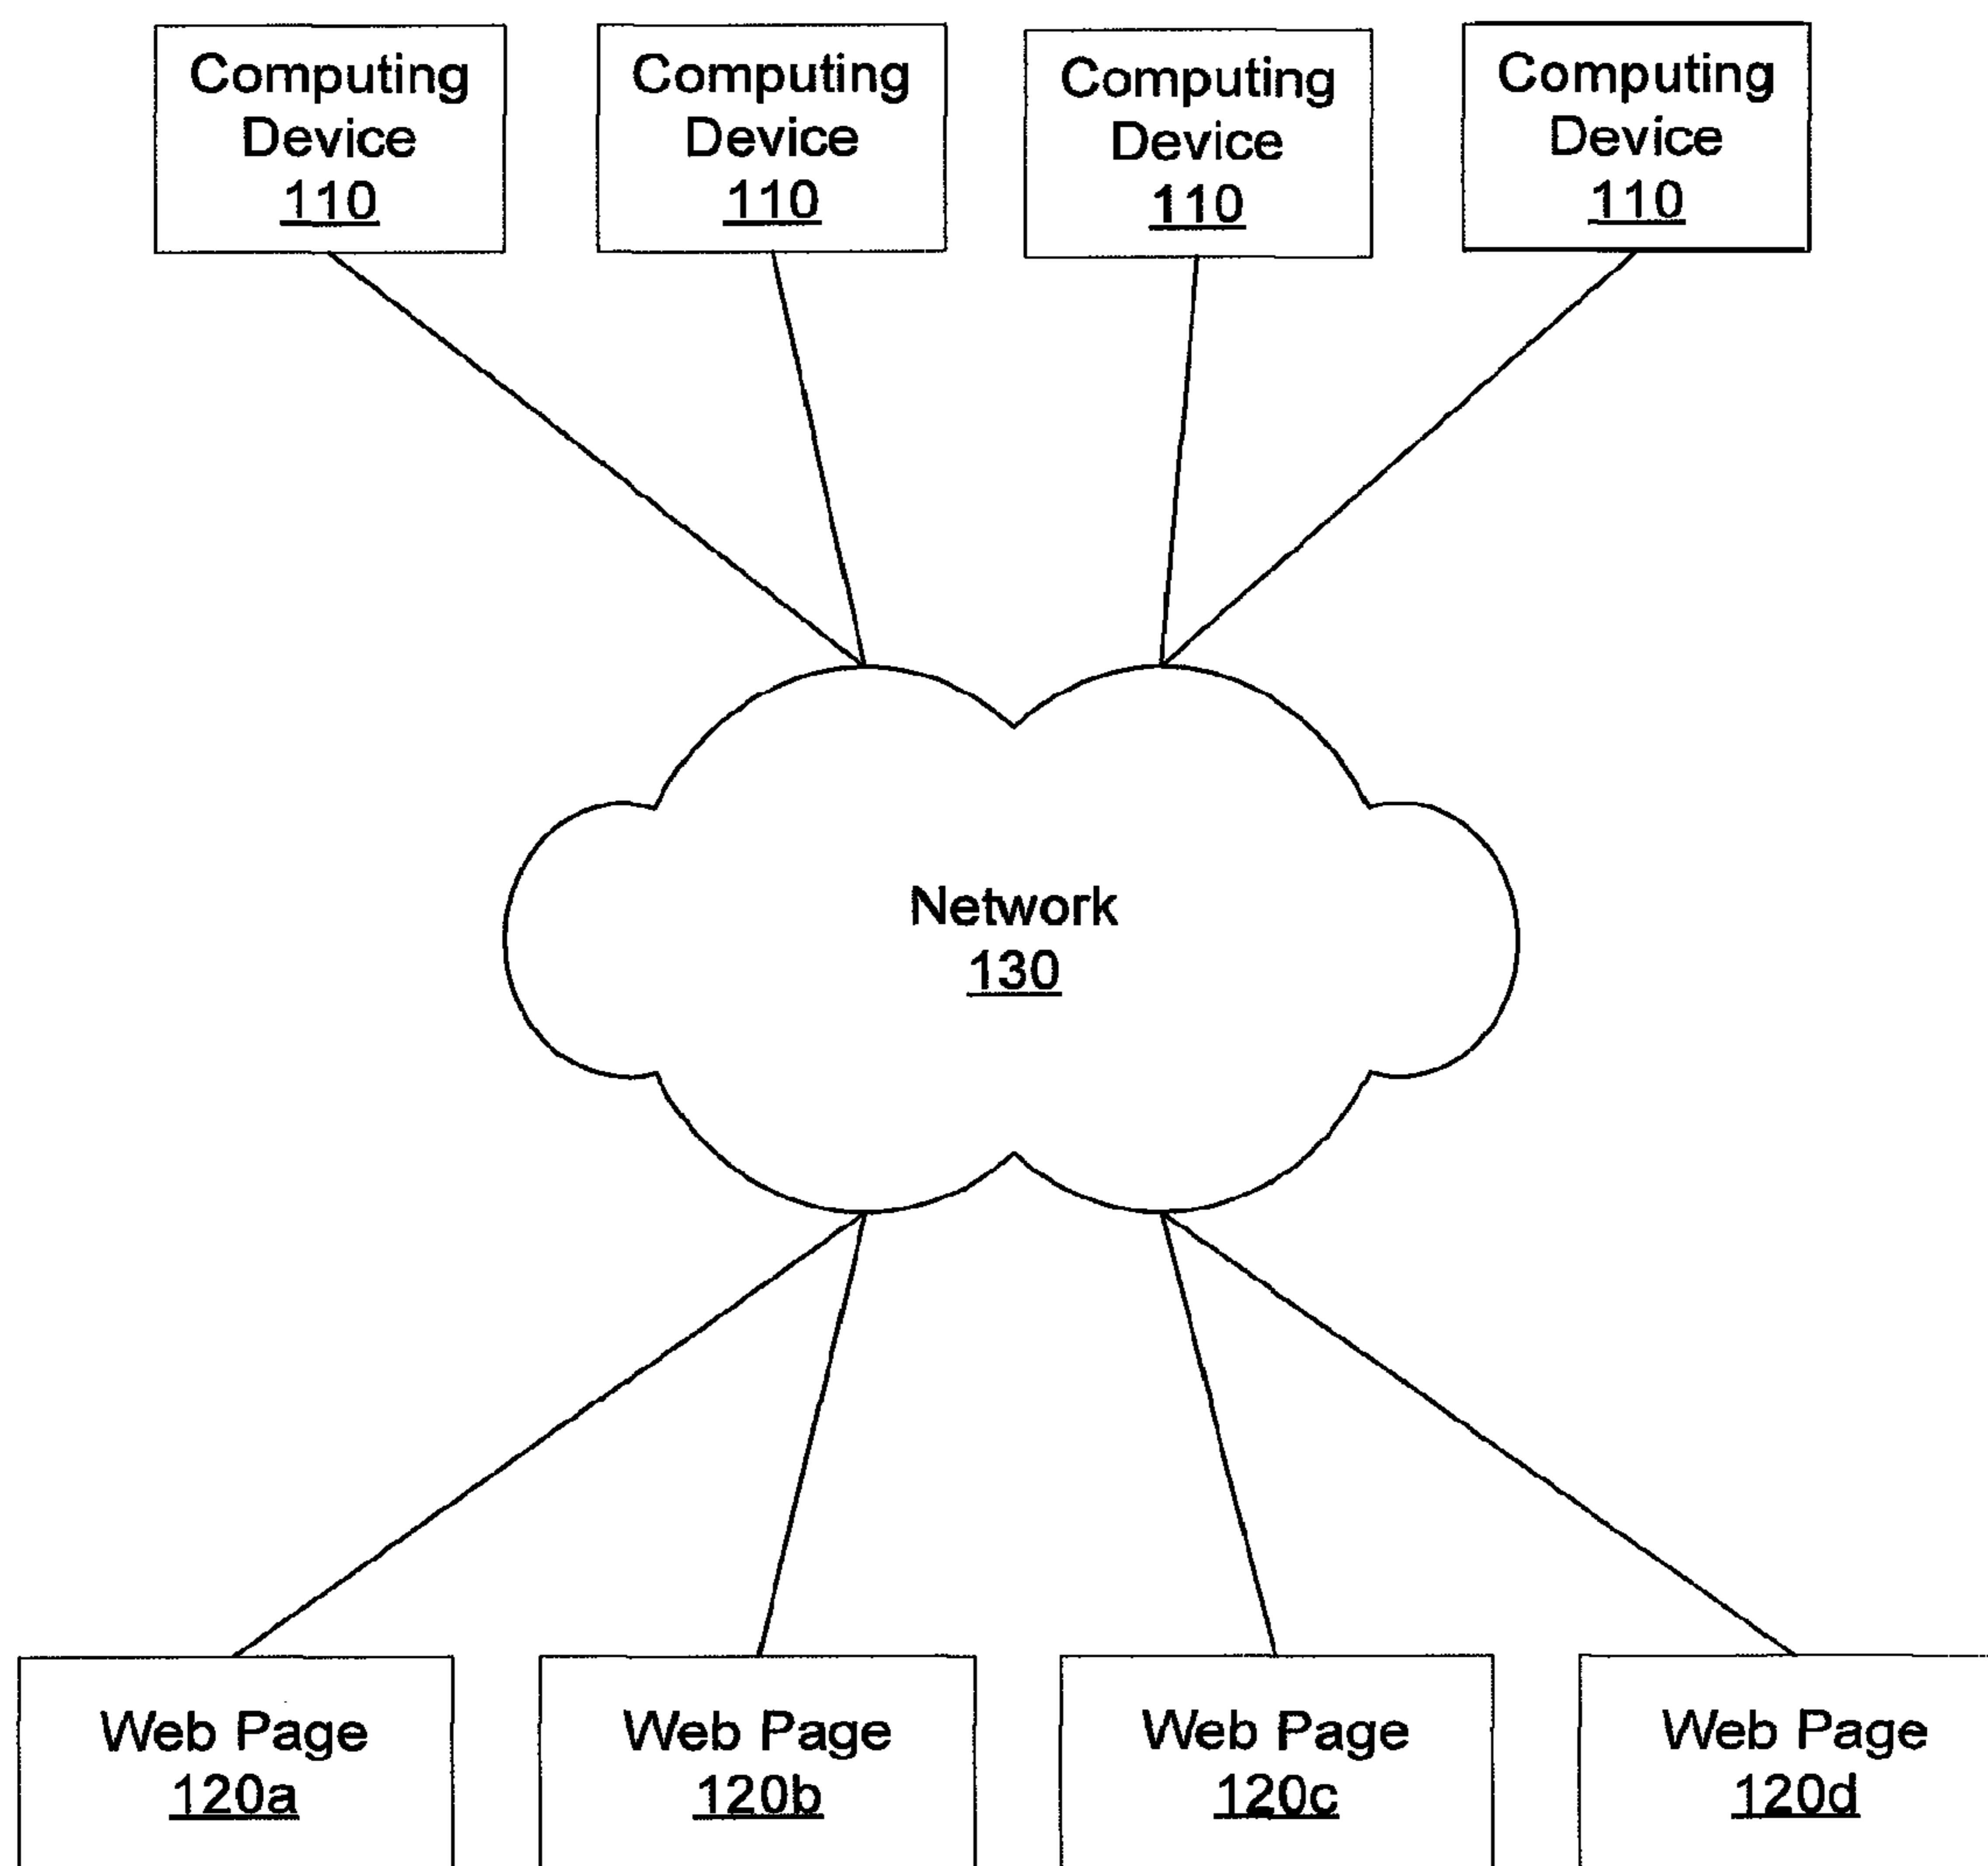 Computing
Device
110
Computing
Device
110
Computing
Device
110
Computing
Device
110
Network
130
Web Page
120a
Web Page
120b
Web Page
120c
Web Page
120d